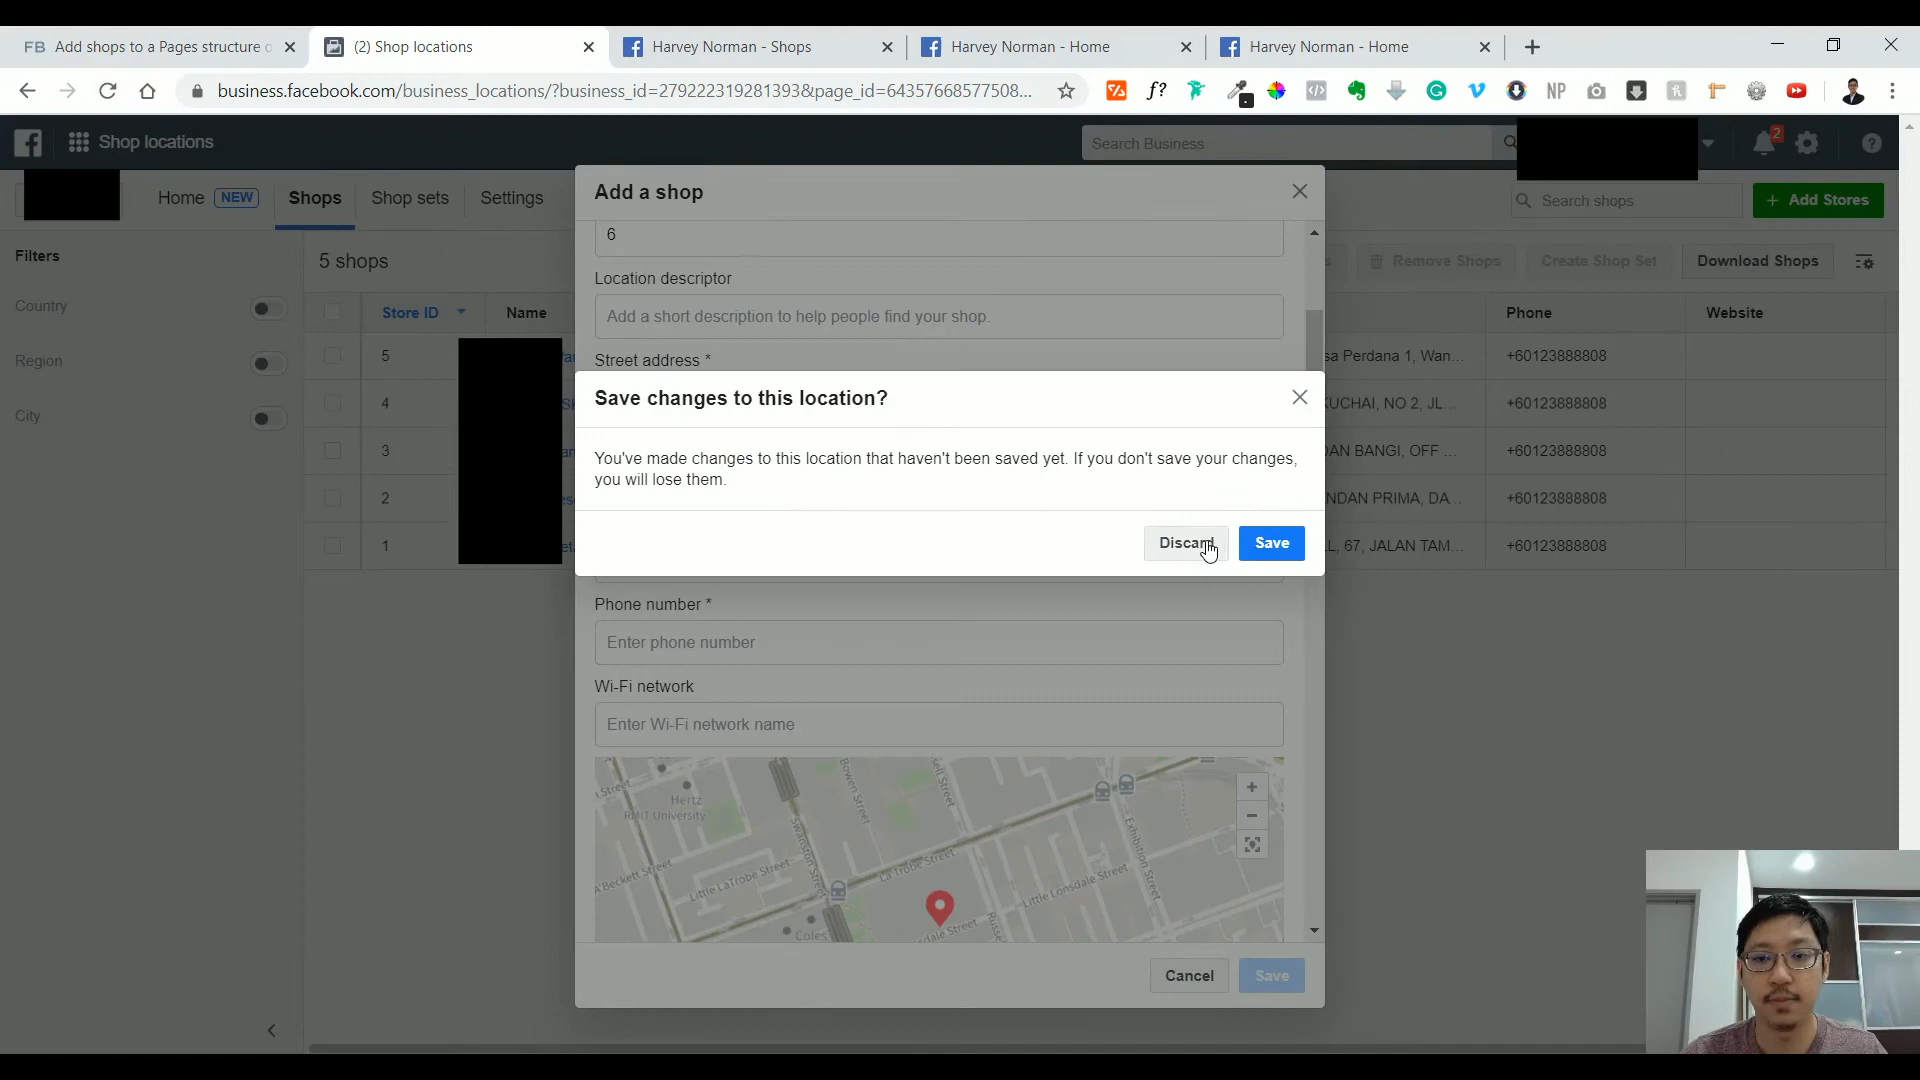 FB Add shops to a Pages structure
(2) Shop locations
Harvey Norman - Shops
Harvey Norman - Home
Harvey Norman - Home
business.facebook.com/business_locations/?business_id=279222319281393&page_id=64357668577508...
f?
NP
Shop locations
Search Business
2
Home NEW
Shops
Shop sets
Settings
Search shops
+ Add Stores
Filters
Country
Region
City
5 shops
Remove Shops
Create Shop Set
Download Shops
Store ID
Name
Phone
Website
5
sa Perdana 1, Wan...
+60123888808
4
KUCHAI, NO 2, JL...
+60123888808
3
DAN BANGI, OFF ...
+60123888808
2
NDAN PRIMA, DA...
+60123888808
1
L, 67, JALAN TAM...
+60123888808
Add a shop
6
Location descriptor
Add a short description to help people find your shop.
Street address *
Save changes to this location?
You've made changes to this location that haven't been saved yet. If you don't save your changes,
you will lose them.
Discard
Save
Phone number *
Enter phone number
Wi-Fi network
Enter Wi-Fi network name
Hertz
RMIT University
Bowen Street
Swanston Street
Exhibition Street
La Trobe Street
A'Beckett Street
Little La Trobe Street
Little Lonsdale Street
Coles
Cancel
Save